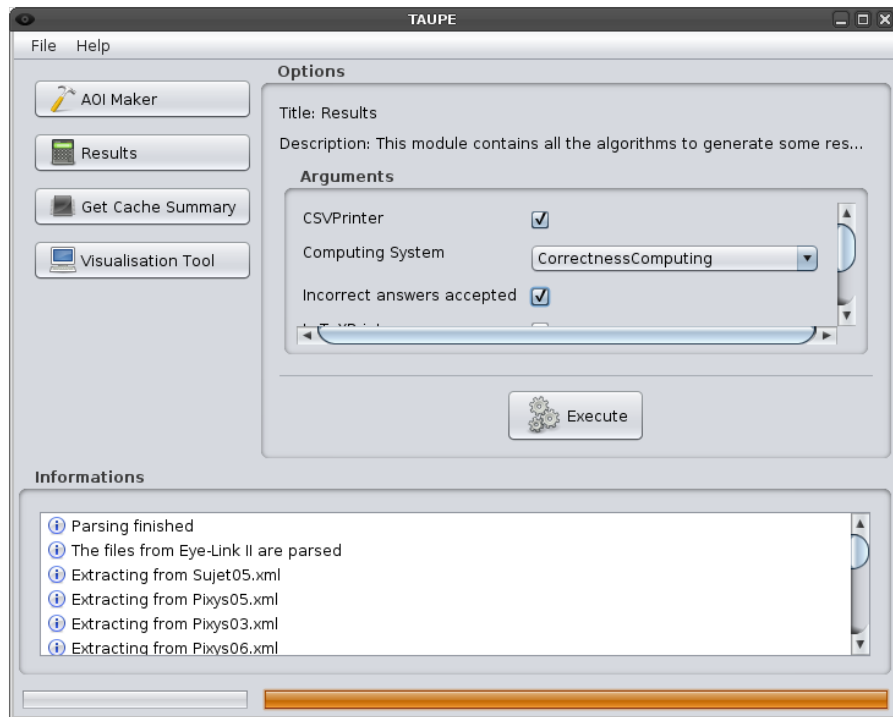 TAUPE
File Help
AOI Maker
Results
Get Cache Summary
Visualisation Tool
Options
Title: Results
Description: This module contains all the algorithms to generate some res...
Arguments
CSVPrinter
Computing System
CorrectnessComputing
Incorrect answers accepted
Execute
Informations
Parsing finished
The files from Eye-Link II are parsed
Extracting from Sujet05.xml
Extracting from Pixys05.xml
Extracting from Pixys03.xml
Extracting from Pixys06.xml